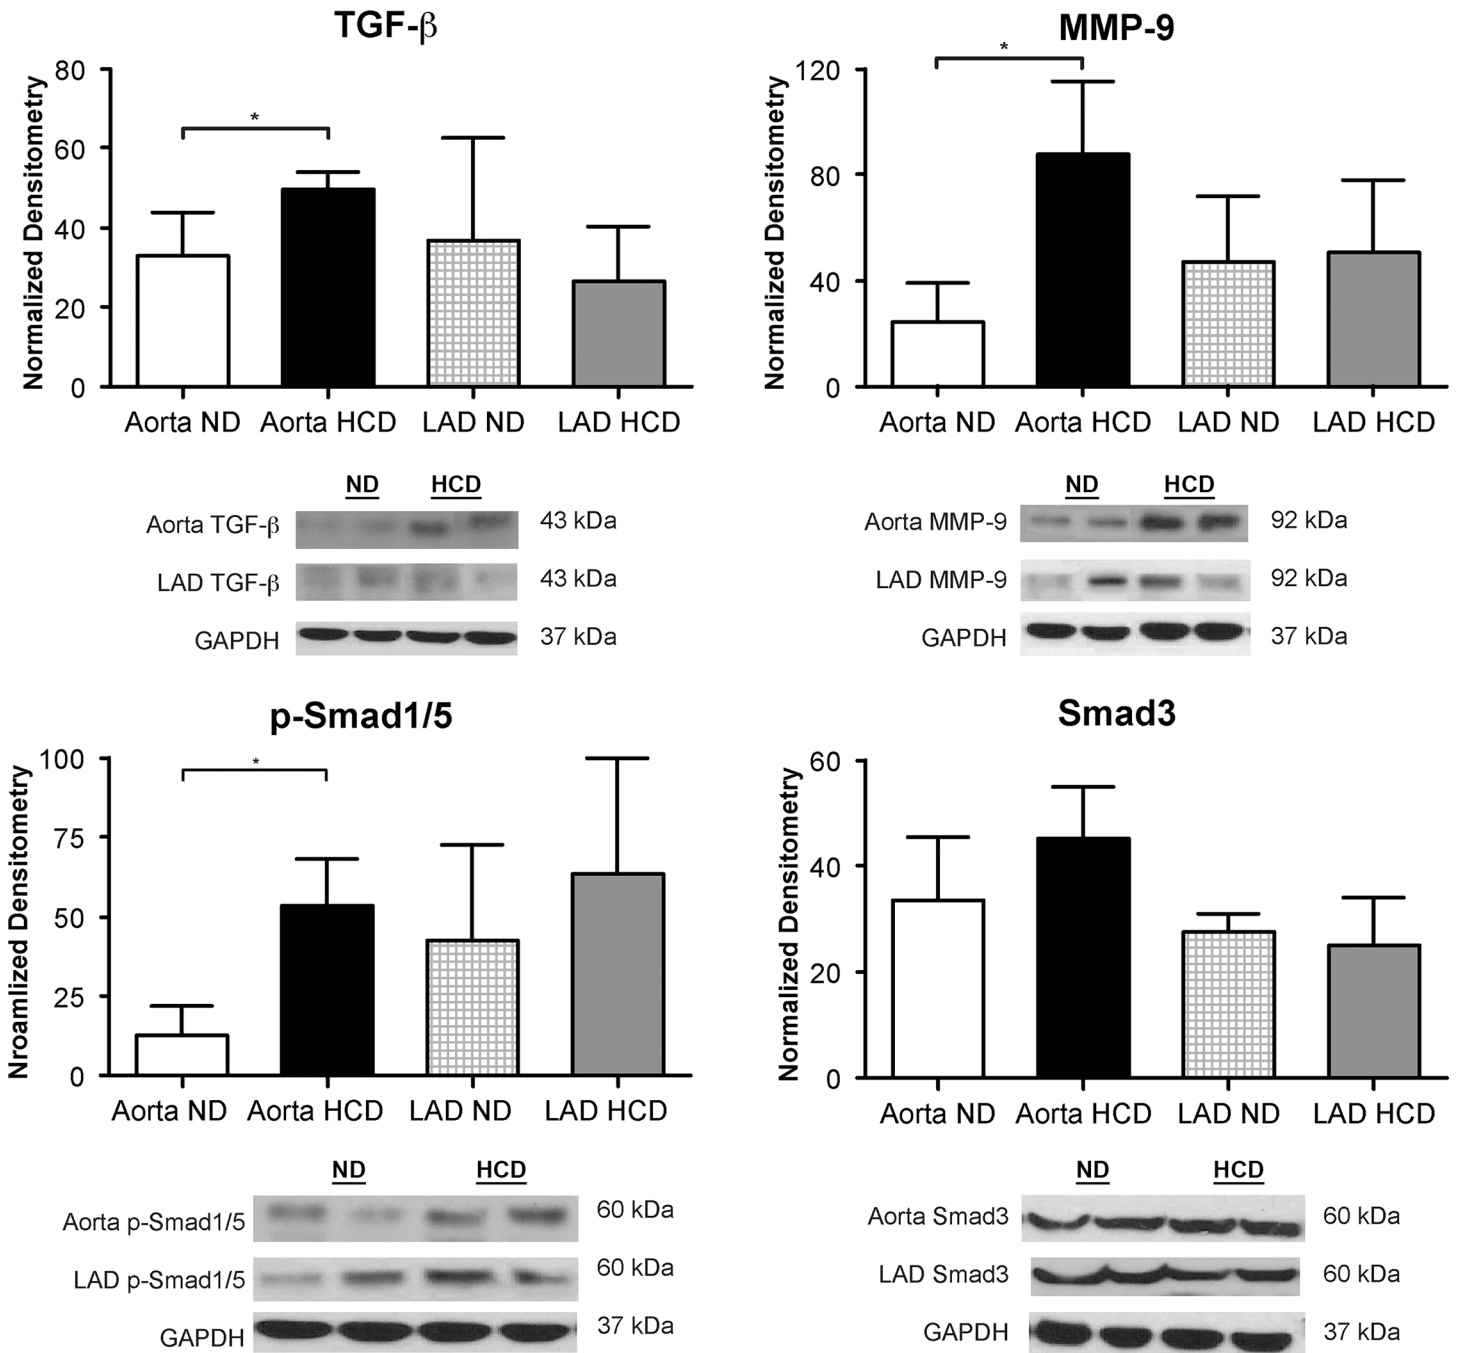 TGF-β
Normalized Densitometry
80
60
40
20
0
*
Aorta ND Aorta HCD LAD ND LAD HCD
ND HCD
Aorta TGF-β 43 kDa
LAD TGF-β 43 kDa
GAPDH 37 kDa
MMP-9
Normalized Densitometry
120
80
40
0
*
Aorta ND Aorta HCD LAD ND LAD HCD
ND HCD
Aorta MMP-9 92 kDa
LAD MMP-9 92 kDa
GAPDH 37 kDa
p-Smad1/5
Nroamlized Densitometry
100
75
50
25
0
*
Aorta ND Aorta HCD LAD ND LAD HCD
ND HCD
Aorta p-Smad1/5 60 kDa
LAD p-Smad1/5 60 kDa
GAPDH 37 kDa
Smad3
Normalized Densitometry
60
40
20
0
Aorta ND Aorta HCD LAD ND LAD HCD
ND HCD
Aorta Smad3 60 kDa
LAD Smad3 60 kDa
GAPDH 37 kDa